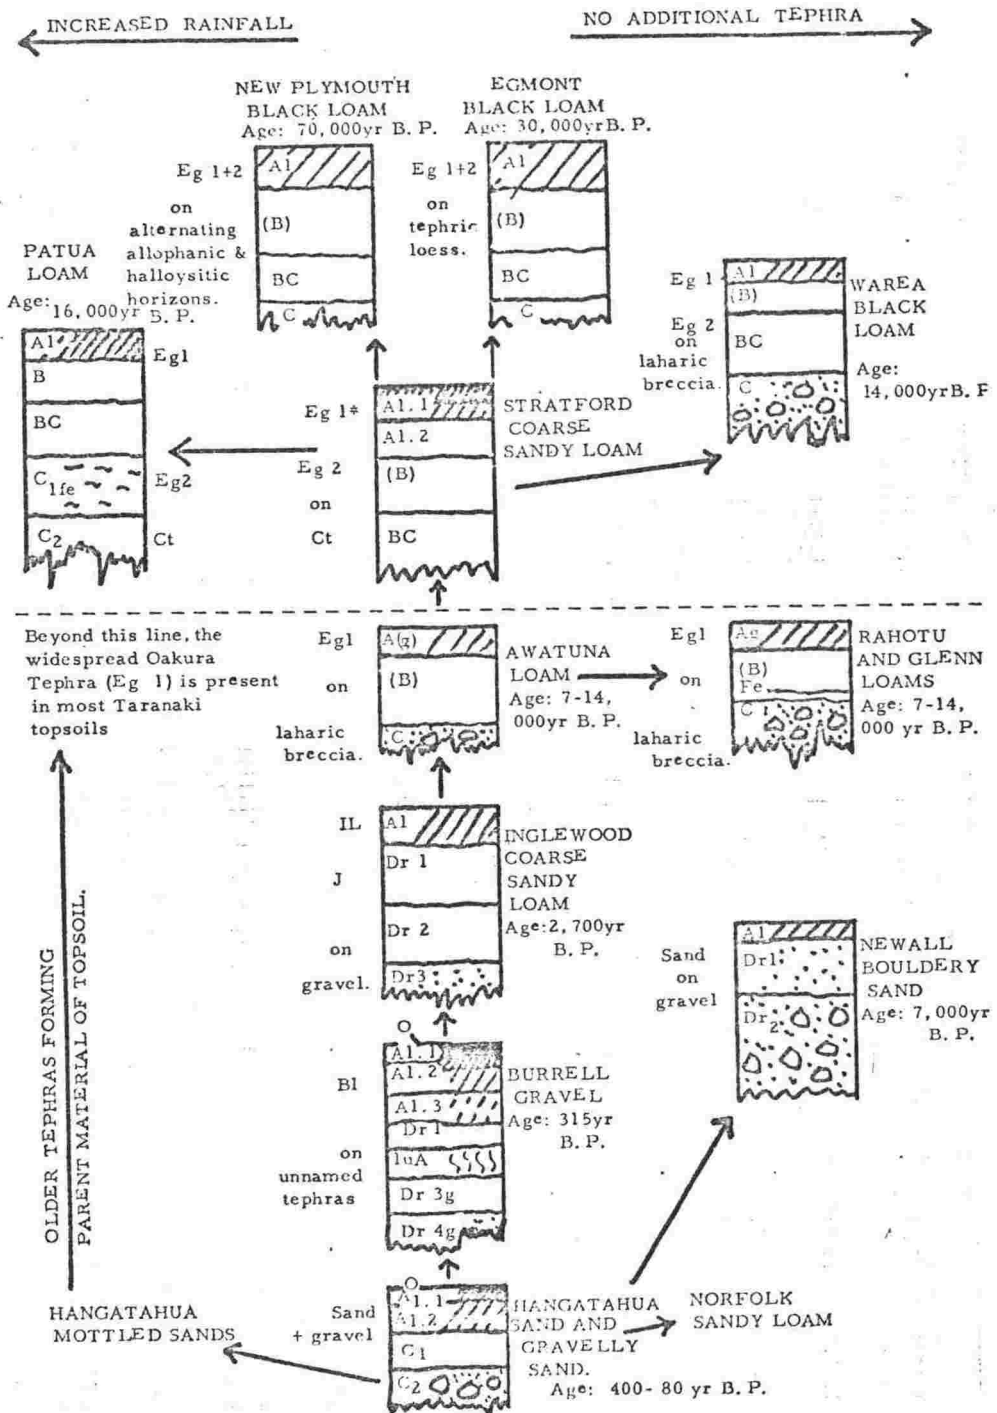 INCREASED RAINFALL
NO ADDITIONAL TEPHRA
NEW PLYMOUTH
BLACK LOAM
Age: 70,000yr B. P.
Eg 1+2
on
alternating
allophanic &
halloysitic
horizons.
A1
(B)
BC
C
EGMONT
BLACK LOAM
Age: 30,000yr B. P.
Eg 1+2
on
tephric
loess.
A1
(B)
BC
C
PATUA
LOAM
Age: 16,000yr B. P.
A1
B
BC
C1fe
C2
Eg1
Eg2
Ct
Eg 1*
Eg 2
on
Ct
A1.1
A1.2
(B)
BC
STRATFORD
COARSE
SANDY LOAM
Eg 1
Eg 2
on
laharic
breccia.
A1
(B)
BC
C
WAREA
BLACK
LOAM
Age:
14,000yr B. P
Beyond this line, the
widespread Oakura
Tephra (Eg 1) is present
in most Taranaki
topsoils
Eg1
on
laharic
breccia.
A(g)
(B)
C
AWATUNA
LOAM
Age: 7-14,
000yr B. P.
Eg1
on
laharic
breccia.
Ag
(B)
Fe
C
RAHOTU
AND GLENN
LOAMS
Age: 7-14,
000 yr B. P.
OLDER TEPHRAS FORMING
PARENT MATERIAL OF TOPSOIL.
IL
J
on
gravel.
A1
Dr 1
Dr 2
Dr3
INGLEWOOD
COARSE
SANDY
LOAM
Age:2,700yr
B. P.
Sand
on
gravel
A1
Dr1
Dr2
NEWALL
BOULDERY
SAND
Age: 7,000yr
B. P.
B1
on
unnamed
tephras
O
A1.1
A1.2
A1.3
Dr 1
1uA
Dr 3g
Dr 4g
BURRELL
GRAVEL
Age: 315yr
B. P.
HANGATAHUA
MOTTLED SANDS
Sand
+ gravel
O
A1.1
A1.2
C1
C2
HANGATAHUA
SAND AND
GRAVELLY
SAND.
Age: 400-80 yr B. P.
NORFOLK
SANDY LOAM